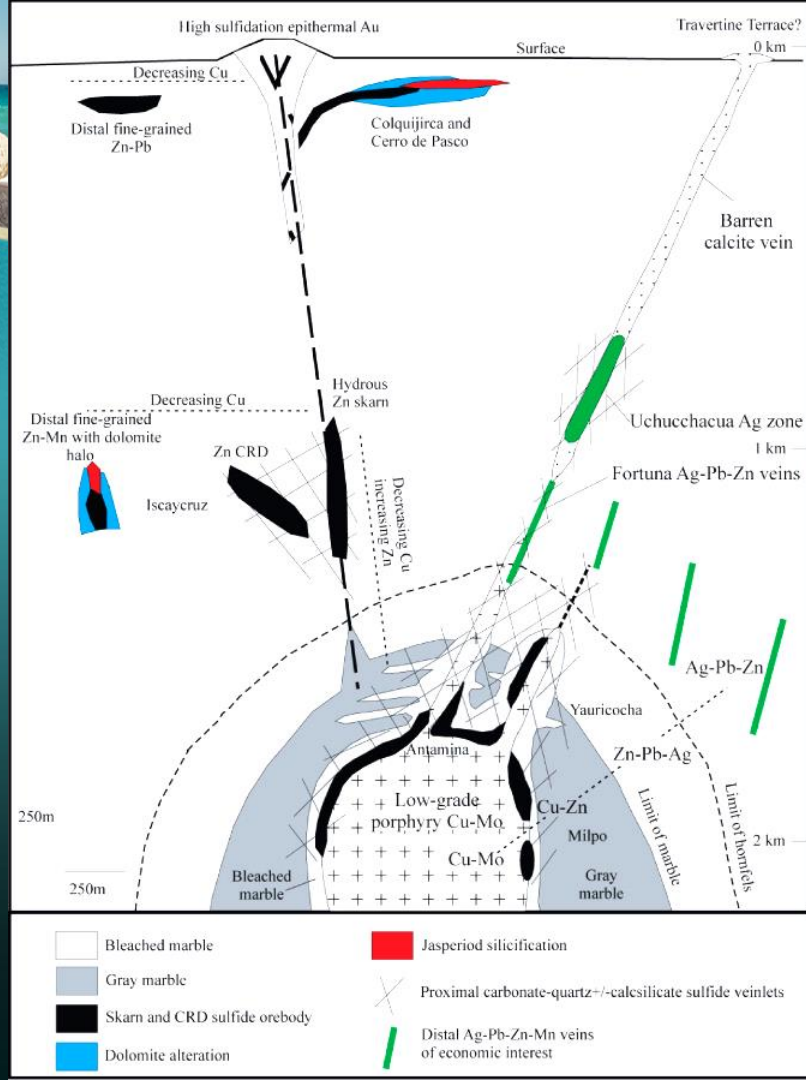 High sulfidation epithermal Au
Travertine Terrace?
Surface
0 km
Decreasing Cu
Distal fine-grained
Zn-Pb
Colquijirca and
Cerro de Pasco
Barren
calcite vein
Decreasing Cu
Hydrous
Zn skarn
Distal fine-grained
Zn-Mn with dolomite
halo
Zn CRD
Uchucchacua Ag zone
1 km
Iscaycruz
Decreasing Cu
increasing Zn
Fortuna Ag-Pb-Zn veins
Ag-Pb-Zn
Yauricocha
Antamina
Zn-Pb-Ag
250m
Low-grade
porphyry Cu-Mo
Cu-Zn
Milpo
Limit of marble
Limit of hornfels
2 km
Cu-Mo
250m
Bleached
marble
Gray
marble
Bleached marble
Jasperiod silicification
Gray marble
Proximal carbonate-quartz+/-calcsilicate sulfide veinlets
Skarn and CRD sulfide orebody
Distal Ag-Pb-Zn-Mn veins
of economic interest
Dolomite alteration